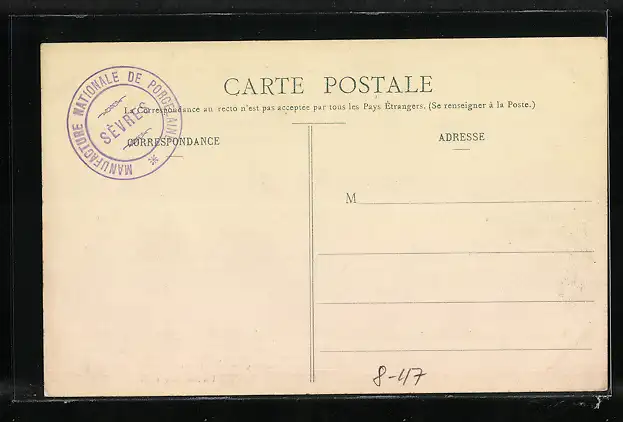 MANUFACTURE NATIONALE DE PORCELAINE
SÈVRES
CARTE POSTALE
La Correspondance au recto n'est pas acceptée par tous les Pays Étrangers. (Se renseigner à la Poste.)
CORRESPONDANCE
ADRESSE
M
8-47